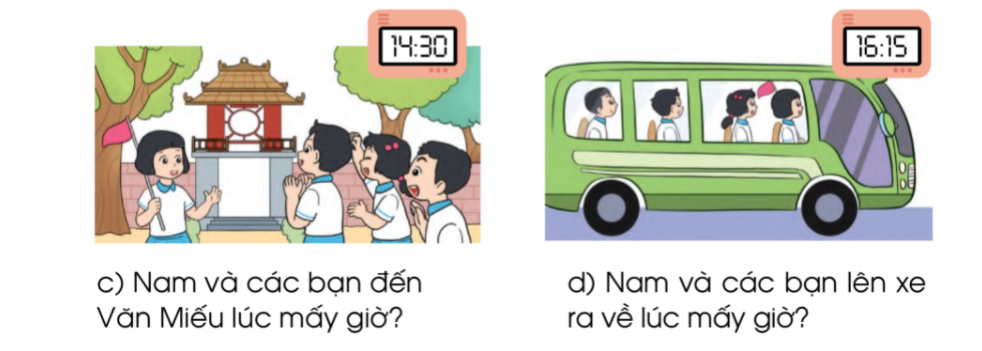 14:30
16:15
c) Nam và các bạn đến
Văn Miếu lúc mấy giờ?
d) Nam và các bạn lên xe
ra về lúc mấy giờ?